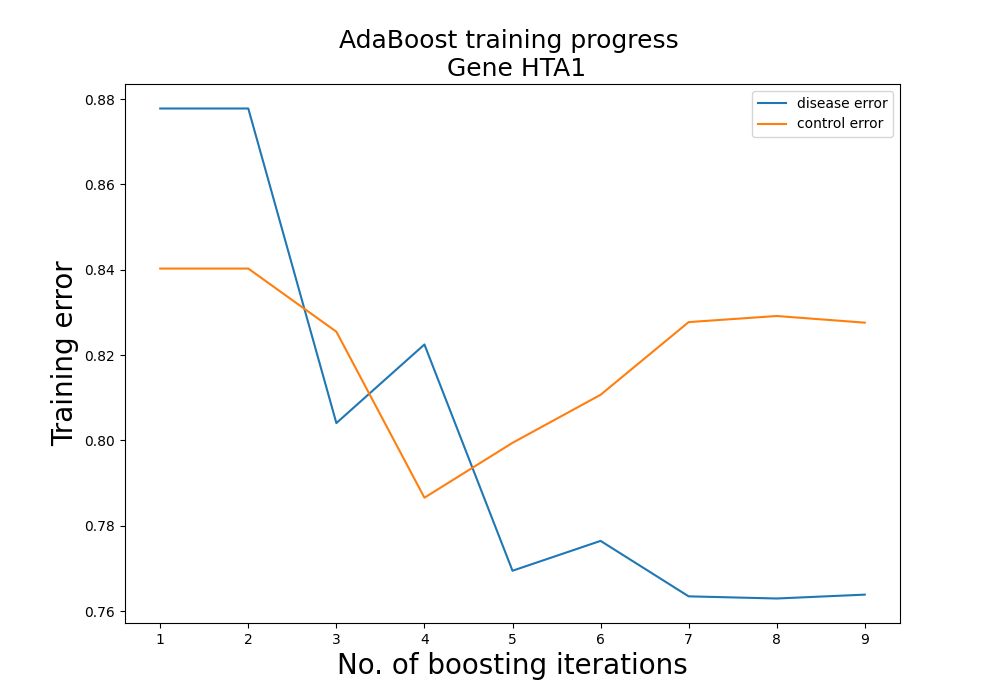 AdaBoost training progress
Gene HTA1
disease error
control error
Training error
0.88
0.86
0.84
0.82
0.80
0.78
0.76
1 2 3 4 5 6 7 8 9
No. of boosting iterations